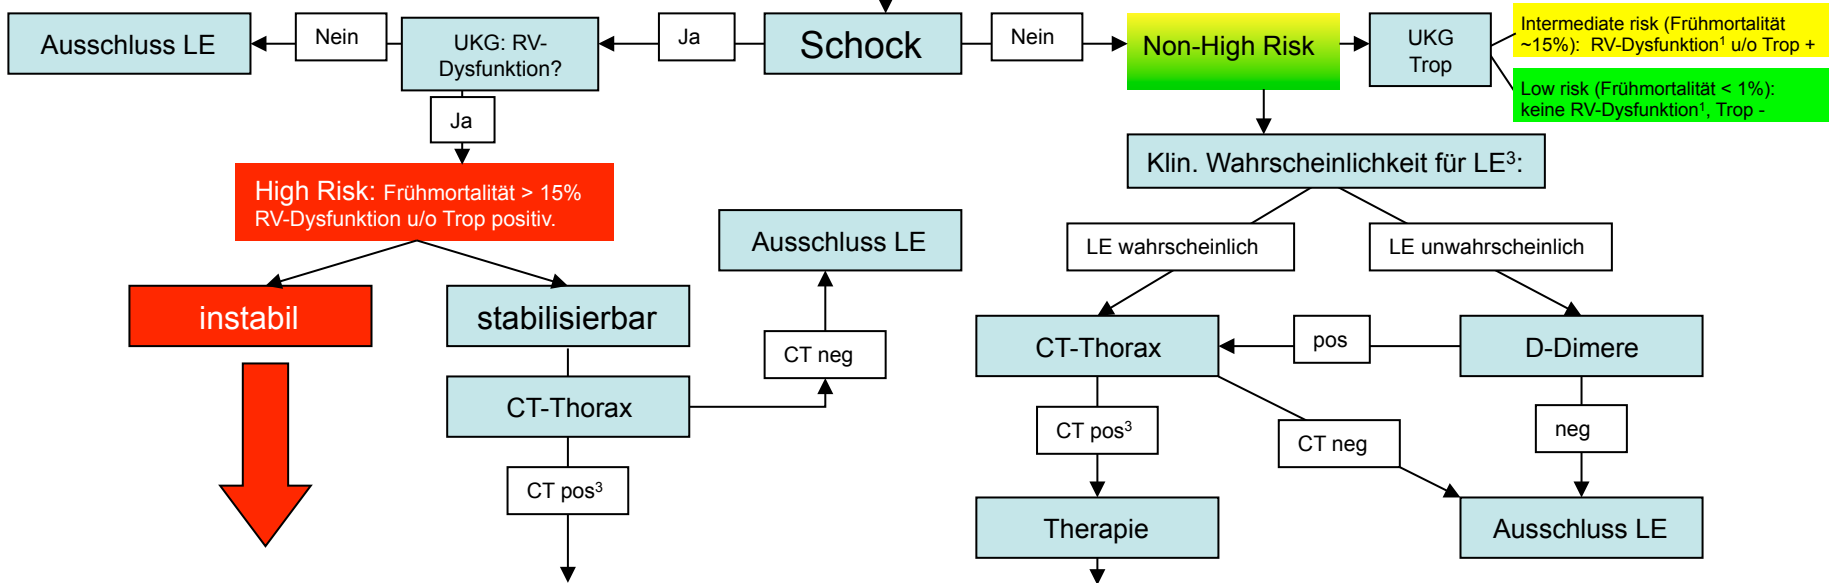 Ausschluss LE
Nein
UKG: RV-
Dysfunktion?
Ja
Schock
Nein
Non-High Risk
UKG
Trop
Intermediate risk (Frühmortalität
~15%): RV-Dysfunktion¹ u/o Trop +
Low risk (Frühmortalität < 1%):
keine RV-Dysfunktion¹, Trop -
Ja
High Risk: Frühmortalität > 15%
RV-Dysfunktion u/o Trop positiv.
Klin. Wahrscheinlichkeit für LE³:
Ausschluss LE
LE wahrscheinlich
LE unwahrscheinlich
instabil
stabilisierbar
CT neg
CT-Thorax
pos
D-Dimere
CT-Thorax
CT pos³
CT neg
neg
CT pos³
Therapie
Ausschluss LE